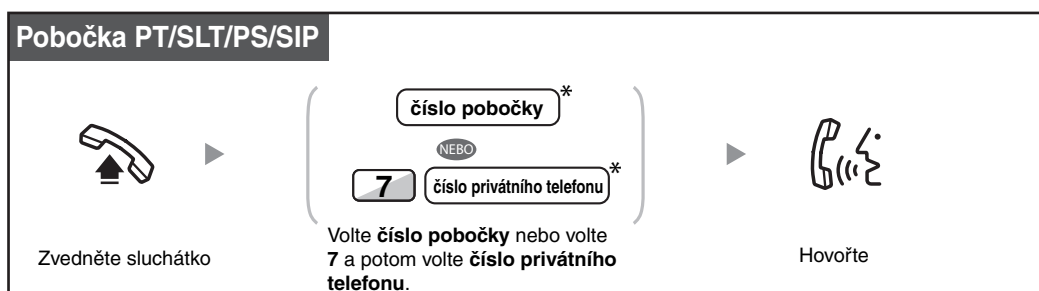 Pobočka PT/SLT/PS/SIP
číslo pobočky*
NEBO
7 číslo privátního telefonu*
Zvedněte sluchátko
Volte číslo pobočky nebo volte
7 a potom volte číslo privátního
telefonu.
Hovořte